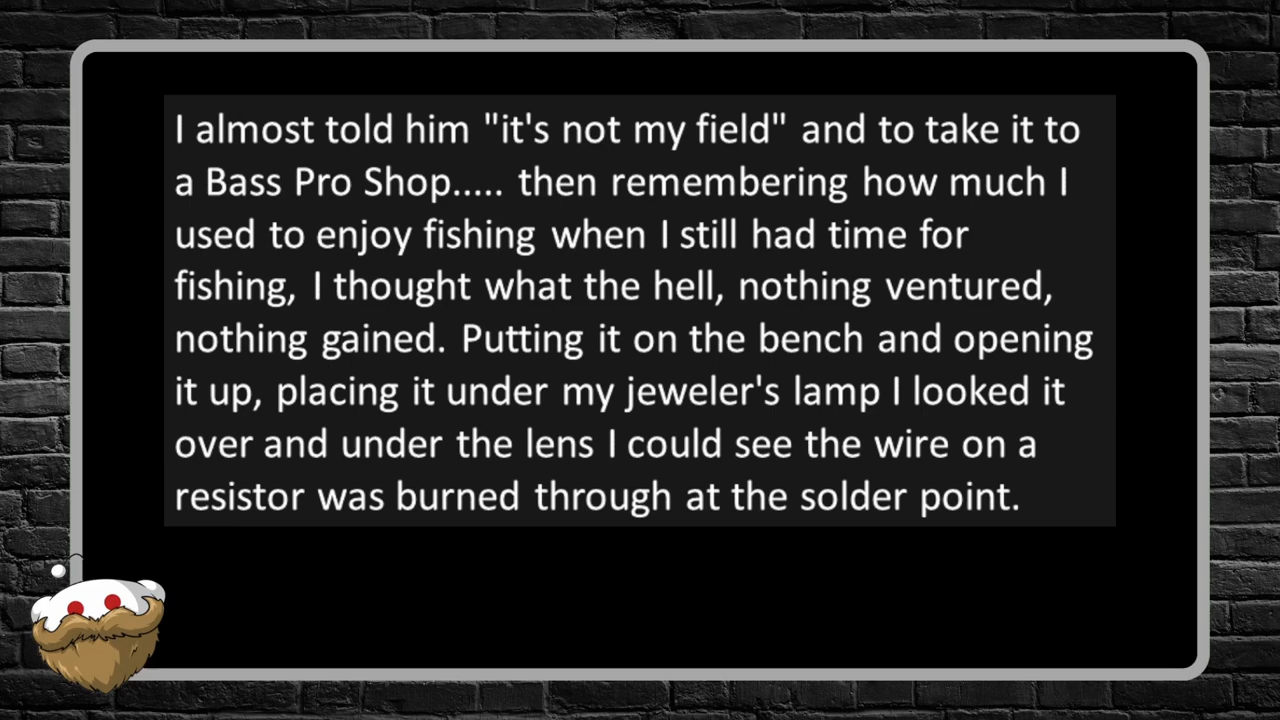 I almost told him "it's not my field" and to take it to
a Bass Pro Shop..... then remembering how much I
used to enjoy fishing when I still had time for
fishing, I thought what the hell, nothing ventured,
nothing gained. Putting it on the bench and opening
it up, placing it under my jeweler's lamp I looked it
over and under the lens I could see the wire on a
resistor was burned through at the solder point.